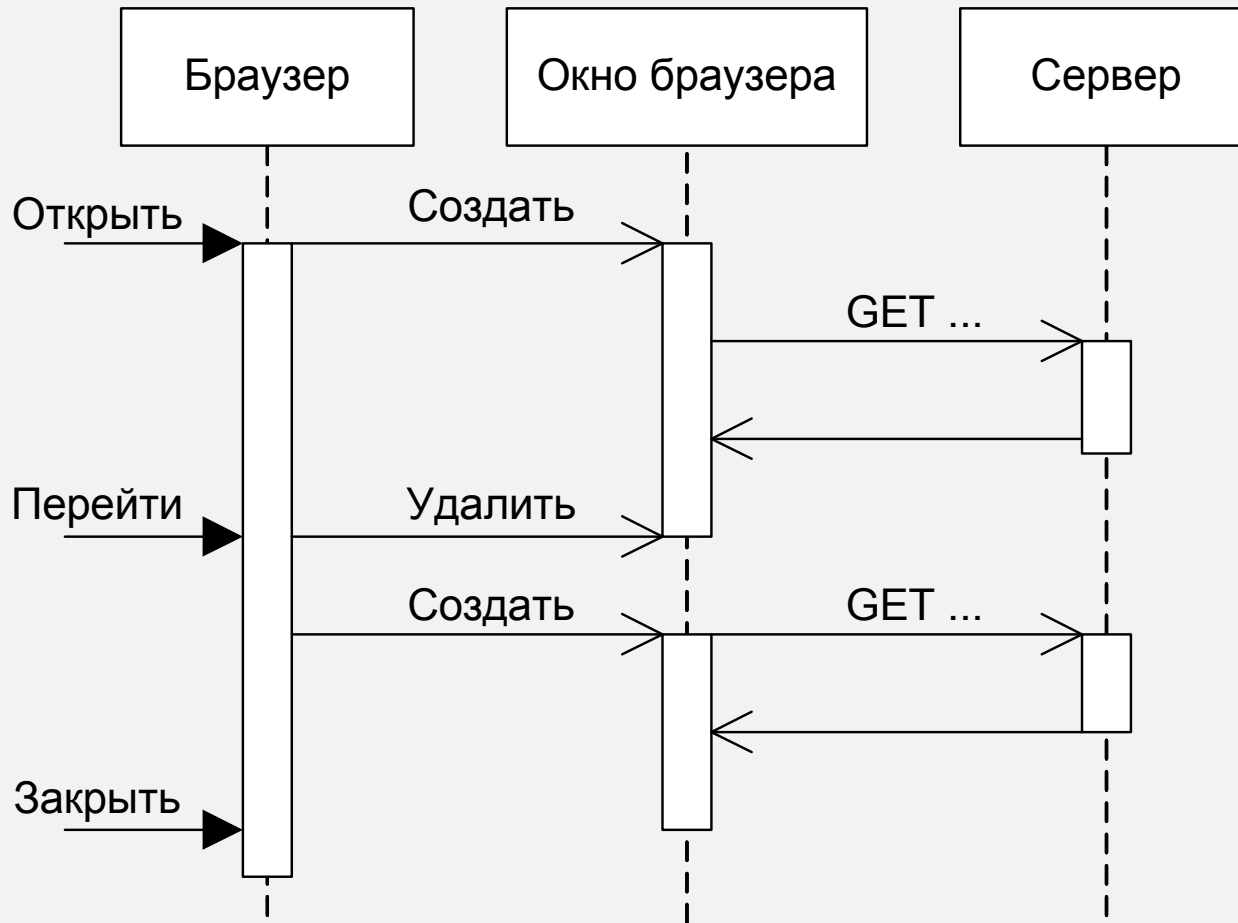 Браузер
Окно браузера
Сервер
Открыть
Создать
GET ...
Перейти
Удалить
Создать
GET ...
Закрыть